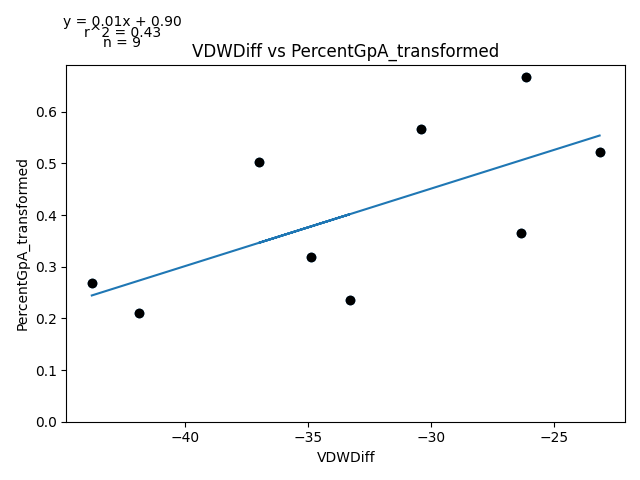 y = 0.01x + 0.90
r^2 = 0.43
n = 9
VDWDiff vs PercentGpA_transformed
PercentGpA_transformed
0.6
0.5
0.4
0.3
0.2
0.1
0.0
−40
−35
−30
−25
VDWDiff